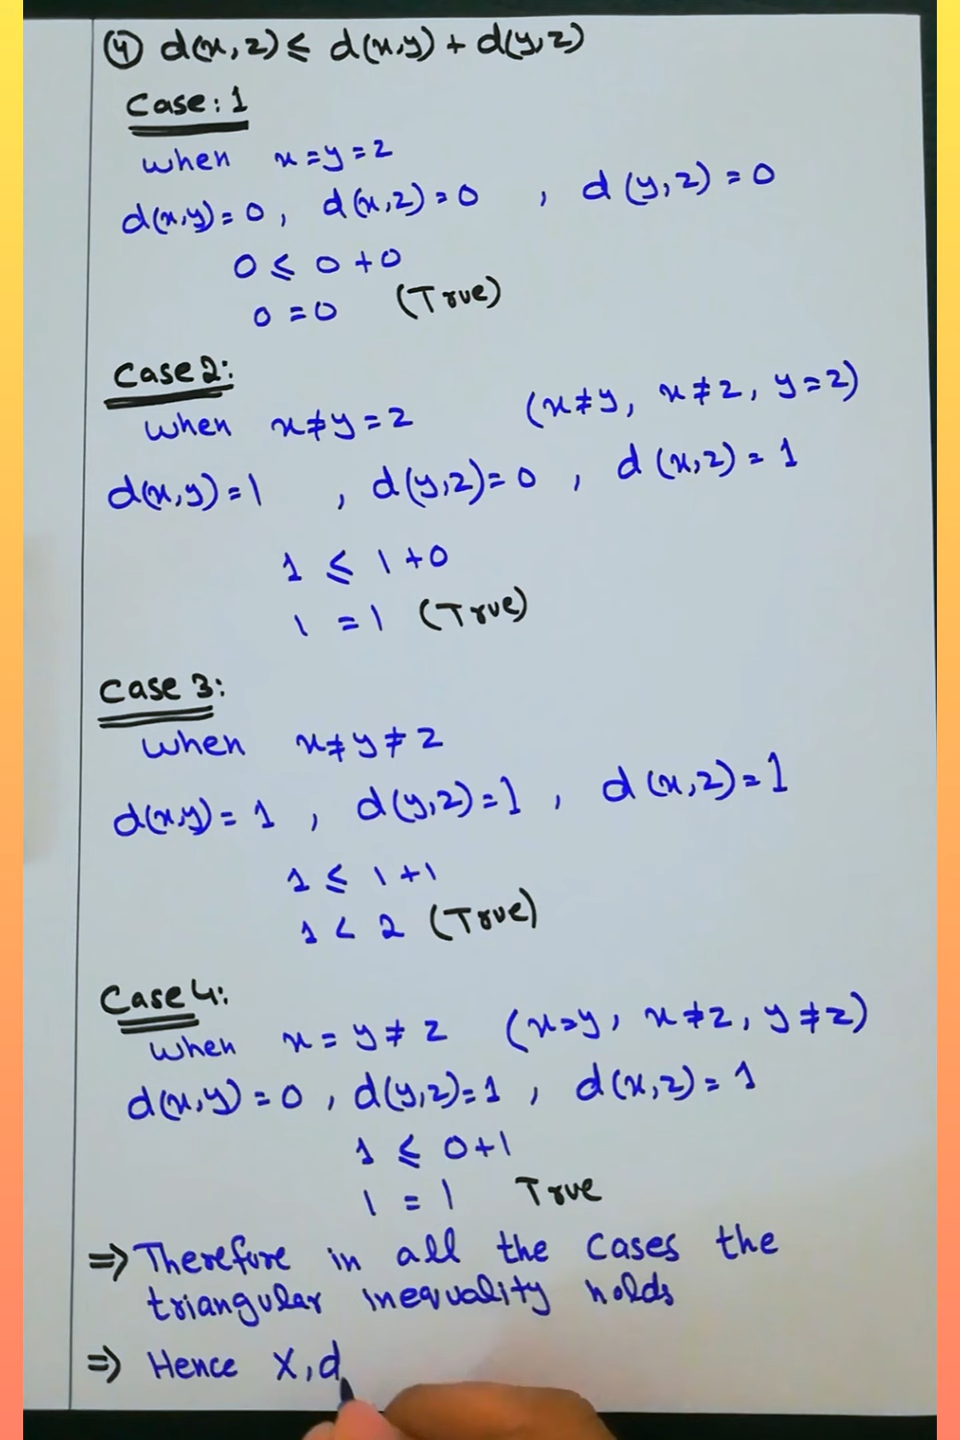 ④ d(x,z) ≤ d(x,y) + d(y,z)
Case: 1
When x = y = z
d(x,y) = 0, d(x,z) = 0 , d(y,z) = 0
0 ≤ 0 + 0
0 = 0 (True)
Case 2:
When x ≠ y = z (x ≠ y, x ≠ z, y = z)
d(x,y) = 1 , d(y,z) = 0 , d(x,z) = 1
1 ≤ 1 + 0
1 = 1 (True)
Case 3:
When x ≠ y ≠ z
d(x,y) = 1 , d(y,z) = 1 , d(x,z) = 1
1 ≤ 1 + 1
1 < 2 (True)
Case 4:
When x = y ≠ z (x = y, x ≠ z, y ≠ z)
d(x,y) = 0 , d(y,z) = 1 , d(x,z) = 1
1 ≤ 0 + 1
1 = 1 True
⇒ Therefore in all the cases the
triangular inequality holds
⇒ Hence X,d